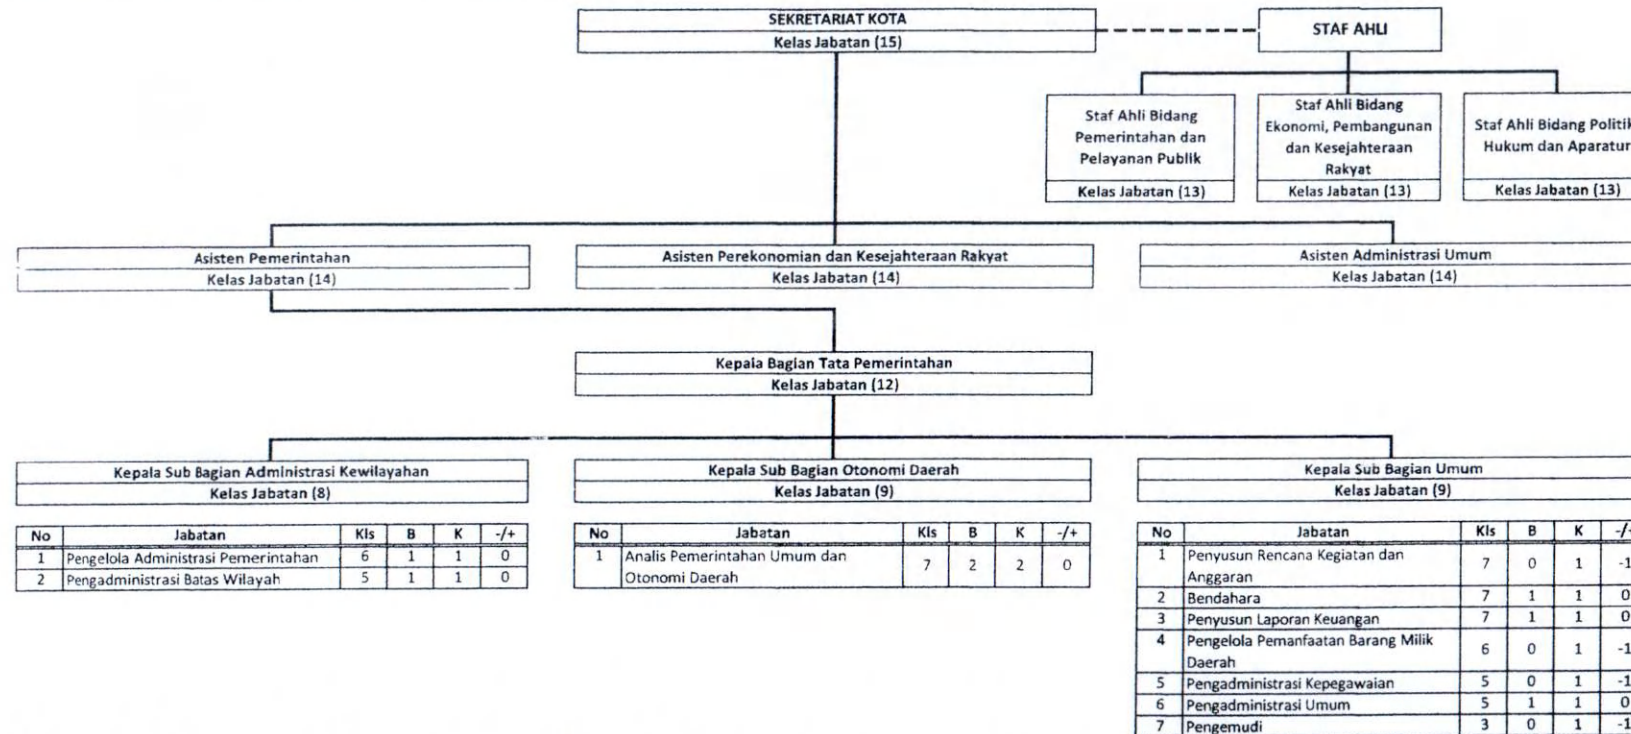 SEKRETARIAT KOTA
Kelas Jabatan (15)
STAF AHLI
Staf Ahli Bidang
Pemerintahan dan
Pelayanan Publik
Kelas Jabatan (13)
Staf Ahli Bidang
Ekonomi, Pembangunan
dan Kesejahteraan
Rakyat
Kelas Jabatan (13)
Staf Ahli Bidang Politik
Hukum dan Aparatur
Kelas Jabatan (13)
Asisten Pemerintahan
Kelas Jabatan (14)
Asisten Perekonomian dan Kesejahteraan Rakyat
Kelas Jabatan (14)
Asisten Administrasi Umum
Kelas Jabatan (14)
Kepala Bagian Tata Pemerintahan
Kelas Jabatan (12)
Kepala Sub Bagian Administrasi Kewilayahan
Kelas Jabatan (8)
No Jabatan Kls B K -/+
1 Pengelola Administrasi Pemerintahan 6 1 1 0
2 Pengadministrasi Batas Wilayah 5 1 1 0
Kepala Sub Bagian Otonomi Daerah
Kelas Jabatan (9)
No Jabatan Kls B K -/+
1 Analis Pemerintahan Umum dan 7 2 2 0
Otonomi Daerah
Kepala Sub Bagian Umum
Kelas Jabatan (9)
No Jabatan Kls B K -/+
1 Penyusun Rencana Kegiatan dan 7 0 1 -1
Anggaran
2 Bendahara 7 1 1 0
3 Penyusun Laporan Keuangan 7 1 1 0
4 Pengelola Pemanfaatan Barang Milik 6 0 1 -1
Daerah
5 Pengadministrasi Kepegawaian 5 0 1 -1
6 Pengadministrasi Umum 5 1 1 0
7 Pengemudi 3 0 1 -1